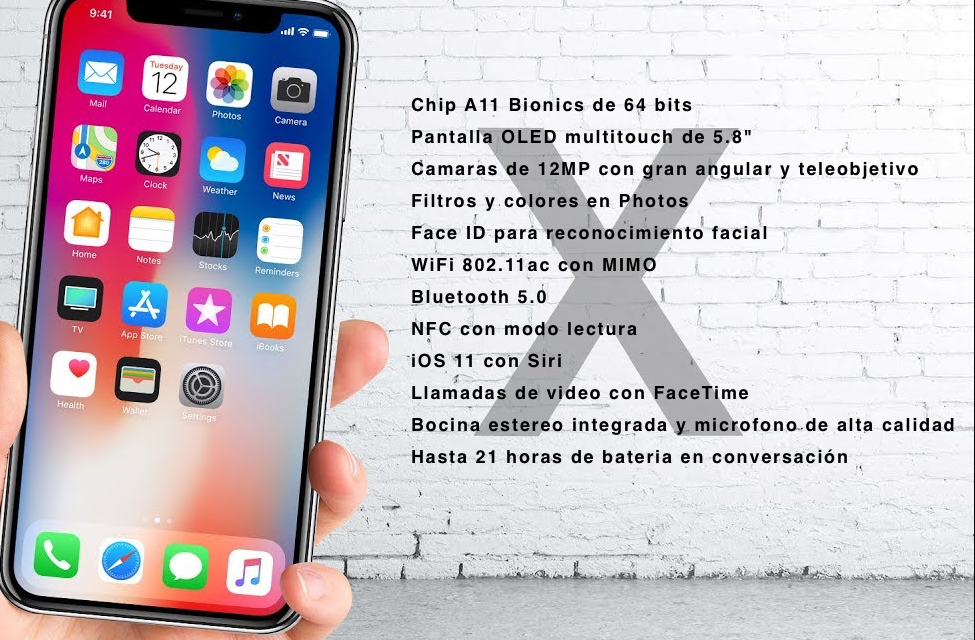 9:41
Tuesday
12
Mail
Calendar
Photos
Camera
280
Maps
Clock
Weather
News
Home
Notes
Stocks
Reminders
TV
App Store
iTunes Store
iBooks
Health
Wallet
Settings
X
Chip A11 Bionics de 64 bits
Pantalla OLED multitouch de 5.8"
Camaras de 12MP con gran angular y teleobjetivo
Filtros y colores en Photos
Face ID para reconocimiento facial
WiFi 802.11ac con MIMO
Bluetooth 5.0
NFC con modo lectura
iOS 11 con Siri
Llamadas de video con FaceTime
Bocina estereo integrada y microfono de alta calidad
Hasta 21 horas de bateria en conversación